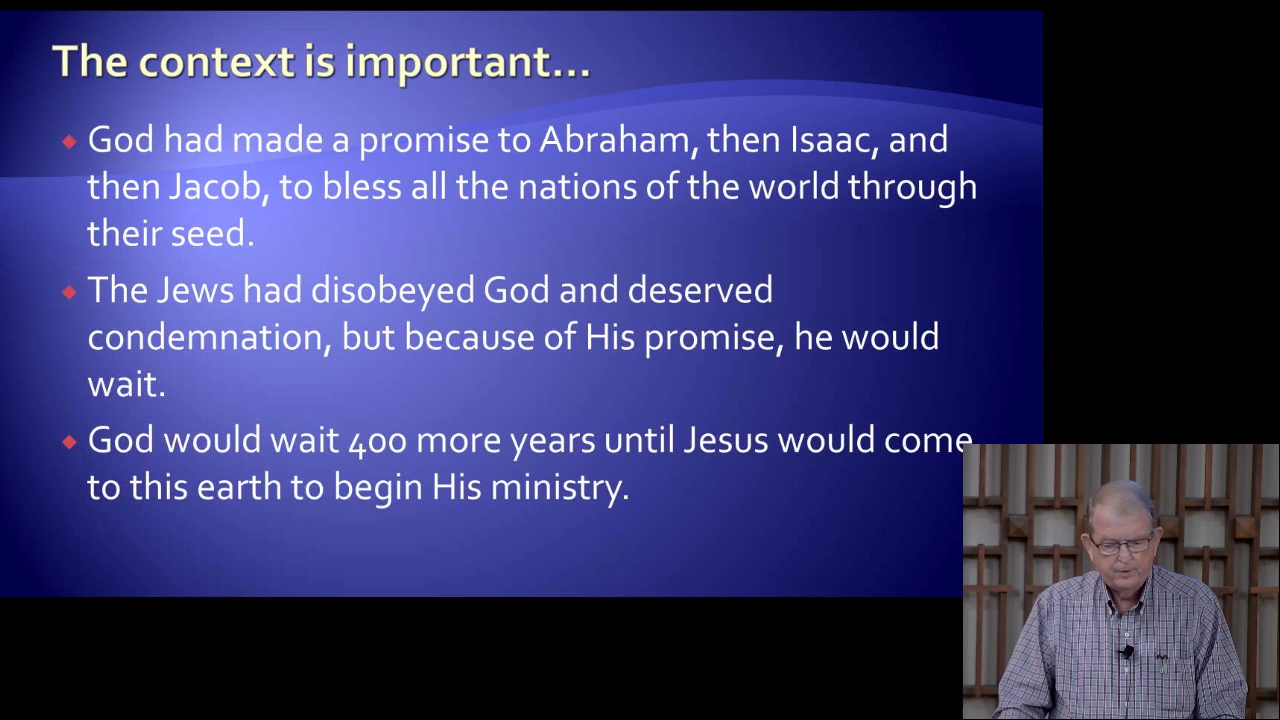 The context is important...
God had made a promise to Abraham, then Isaac, and
then Jacob, to bless all the nations of the world through
their seed.
The Jews had disobeyed God and deserved
condemnation, but because of His promise, he would
wait.
God would wait 400 more years until Jesus would come
to this earth to begin His ministry.